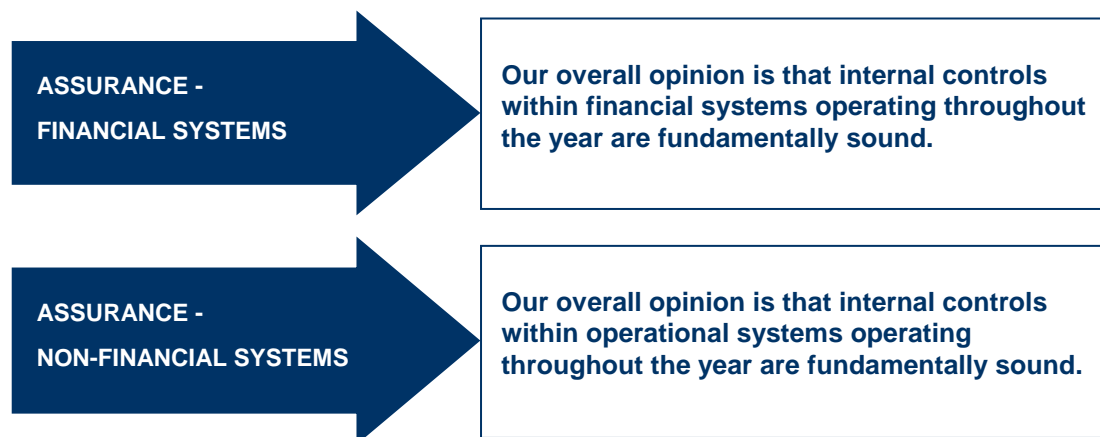 ASSURANCE -
FINANCIAL SYSTEMS
Our overall opinion is that internal controls
within financial systems operating throughout
the year are fundamentally sound.
ASSURANCE -
NON-FINANCIAL SYSTEMS
Our overall opinion is that internal controls
within operational systems operating
throughout the year are fundamentally sound.